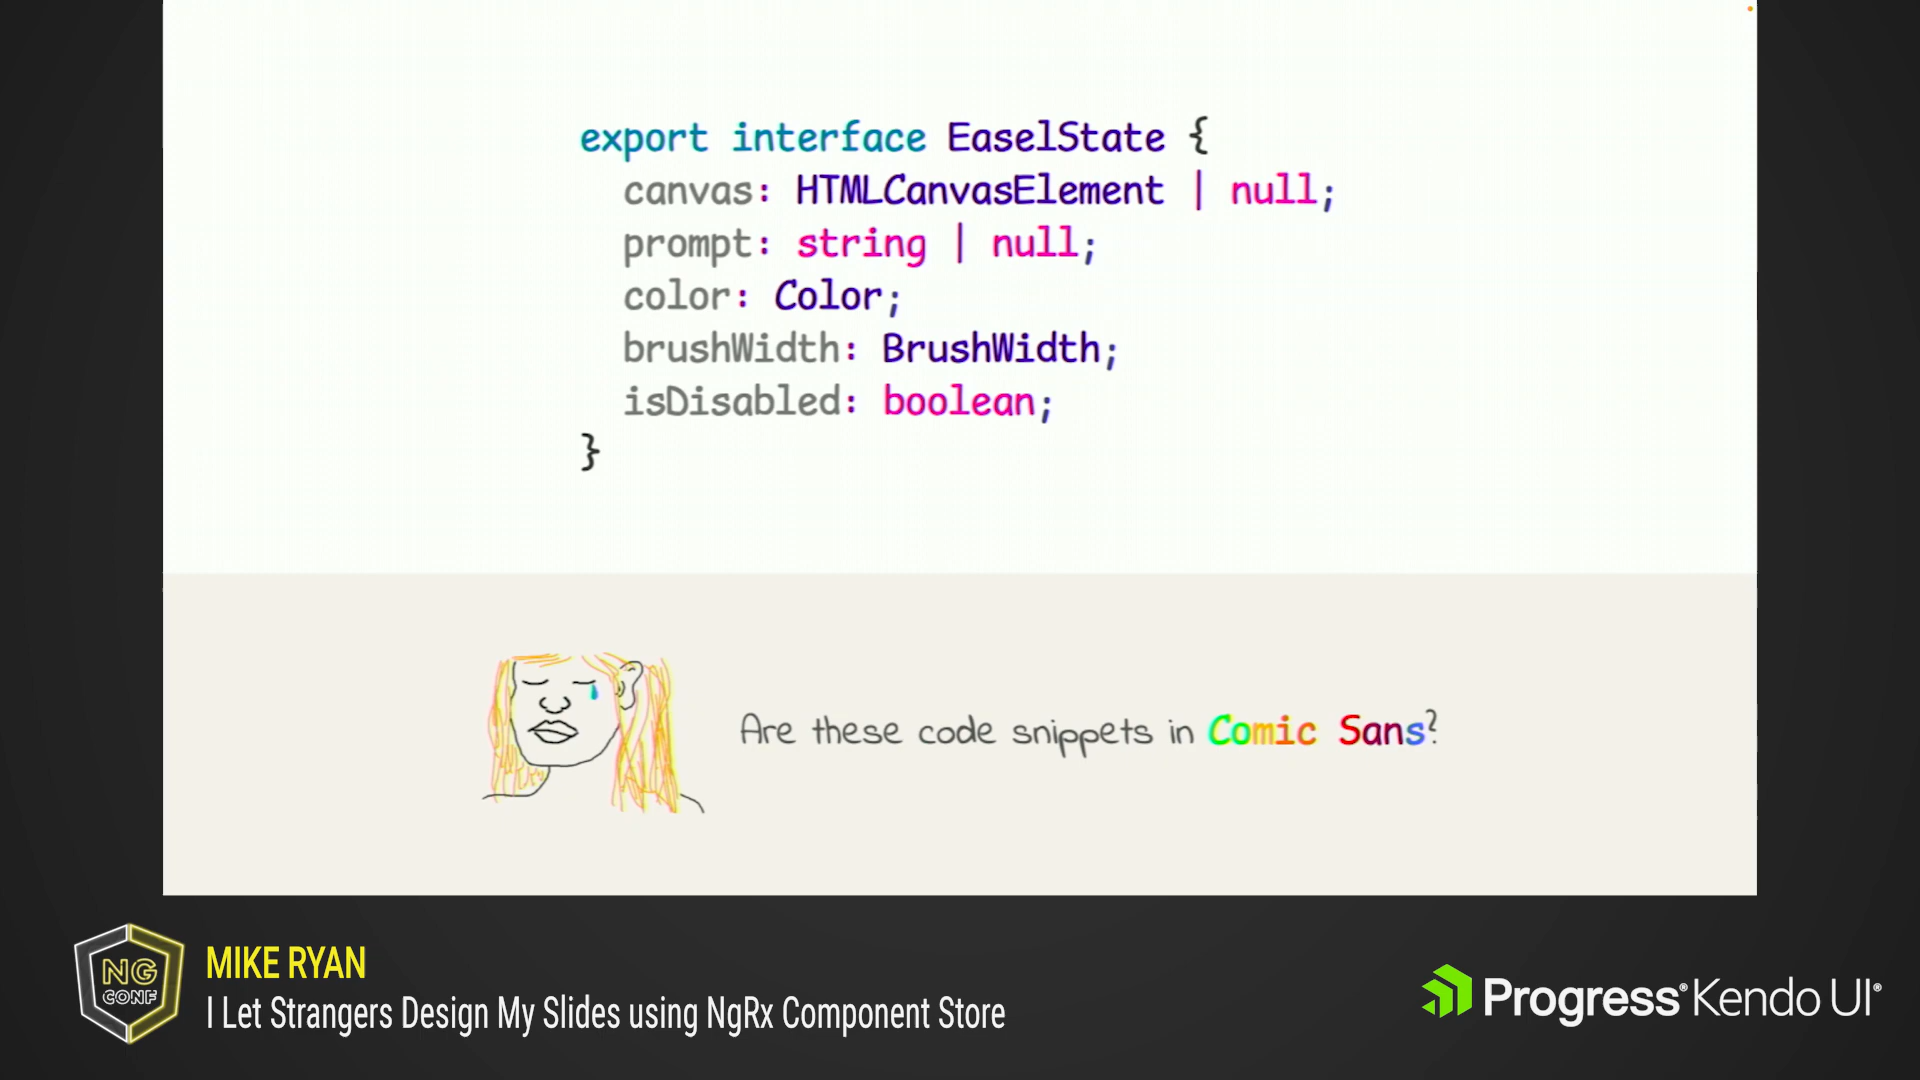 export interface EaselState {
canvas: HTMLCanvasElement | null;
prompt: string | null;
color: Color;
brushWidth: BrushWidth;
isDisabled: boolean;
}
Are these code snippets in Comic Sans?
NG
CONF
MIKE RYAN
I Let Strangers Design My Slides using NgRx Component Store
Progress® Kendo UI®